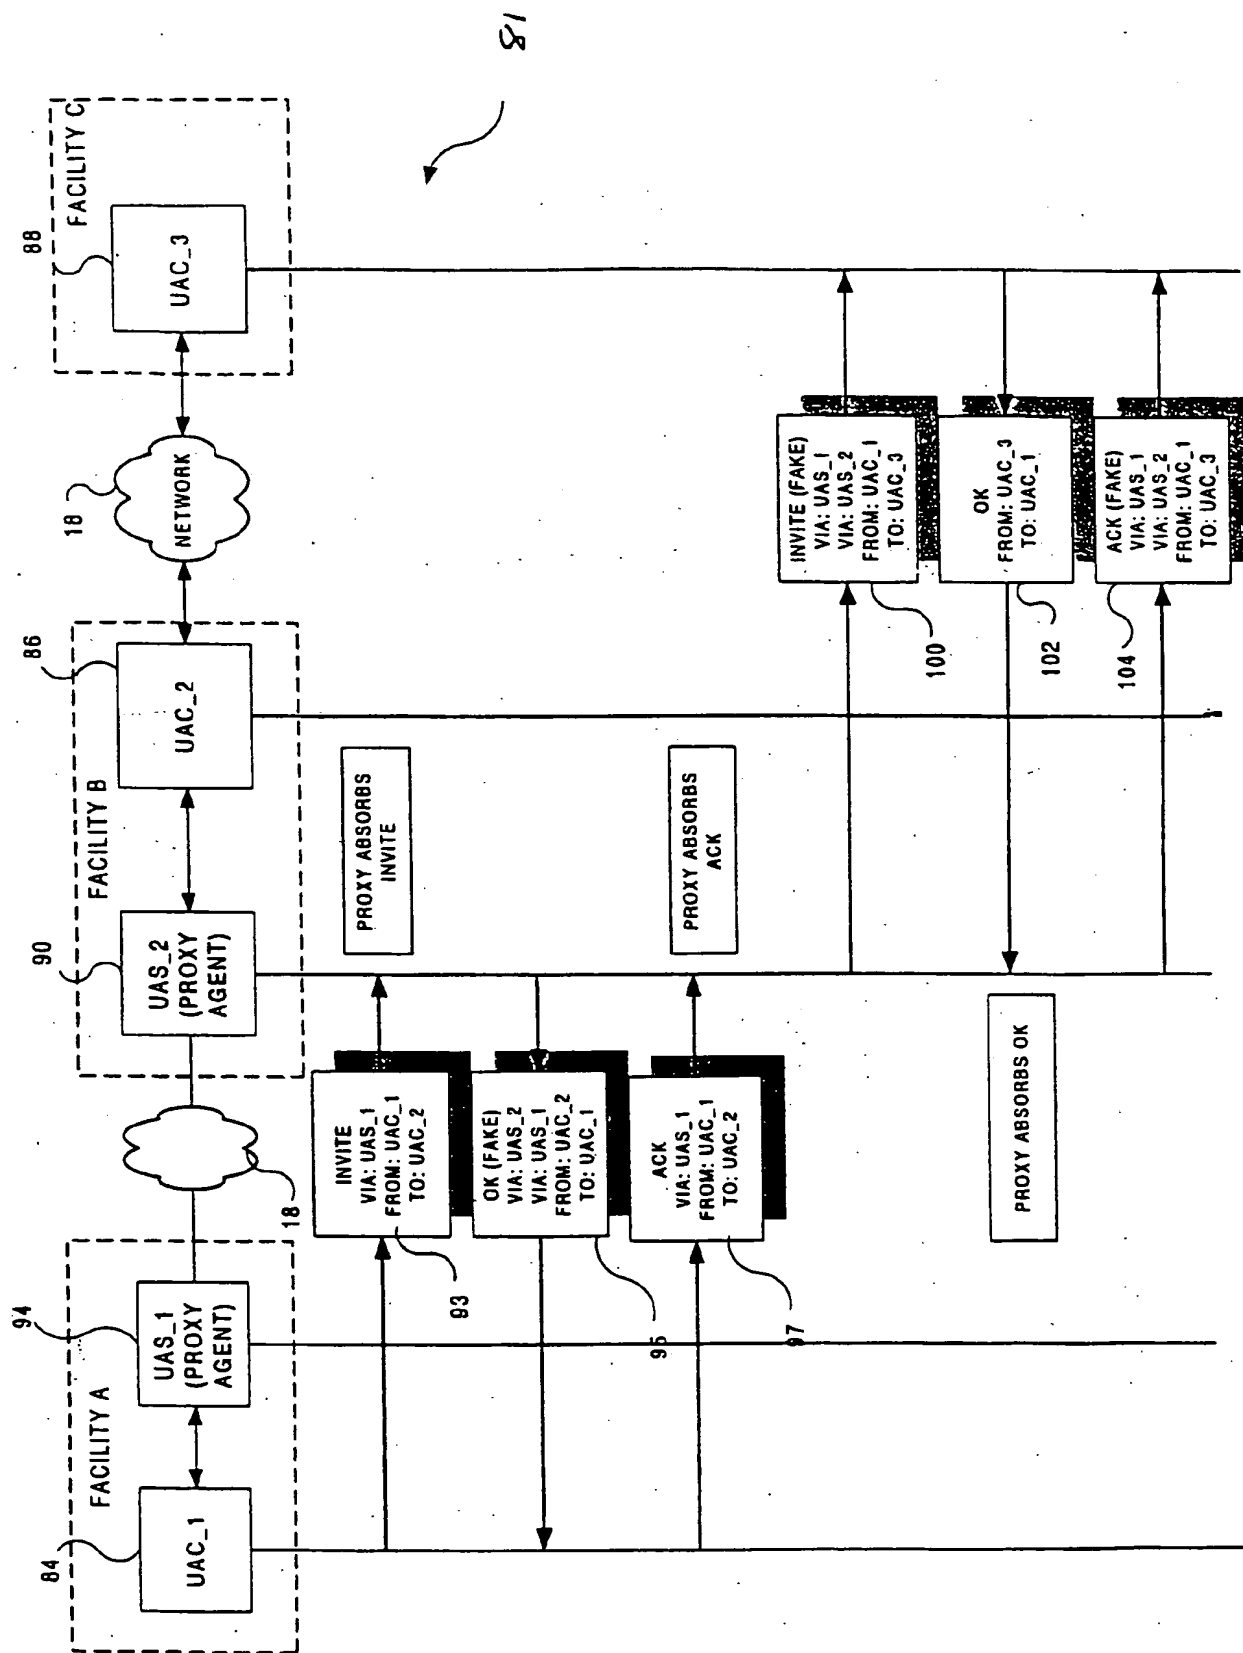 18
FACILITY A
84
UAC_1
94
UAS_1
(PROXY
AGENT)
18
FACILITY B
90
UAS_2
(PROXY
AGENT)
86
UAC_2
18
NETWORK
FACILITY C
88
UAC_3
INVITE
VIA: UAS_1
FROM: UAC_1
TO: UAC_2
93
PROXY ABSORBS
INVITE
OK (FAKE)
VIA: UAS_2
VIA: UAS_1
FROM: UAC_2
TO: UAC_1
95
ACK
VIA: UAS_1
FROM: UAC_1
TO: UAC_2
97
PROXY ABSORBS
ACK
INVITE (FAKE)
VIA: UAS_1
VIA: UAS_2
FROM: UAC_1
TO: UAC_3
100
OK
FROM: UAC_3
TO: UAC_1
102
PROXY ABSORBS OK
ACK (FAKE)
VIA: UAS_1
VIA: UAS_2
FROM: UAC_1
TO: UAC_3
104